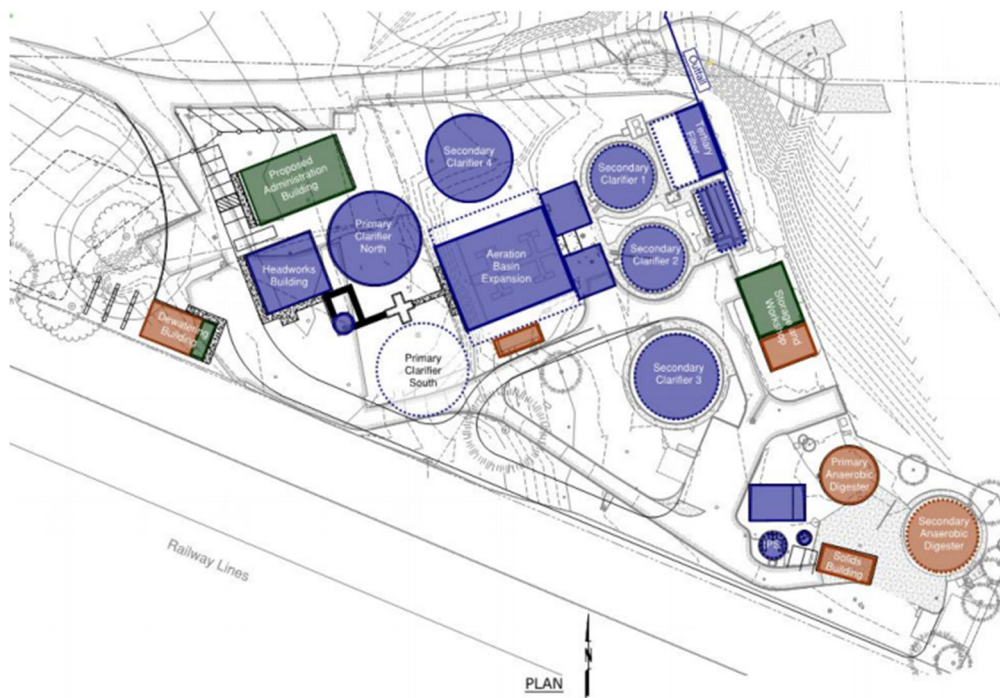 Outfall
Tertiary
Filter
Secondary
Clarifier 4
Secondary
Clarifier 1
Proposed
Administration
Building
Primary
Clarifier
North
Secondary
Clarifier 2
Aeration
Basin
Expansion
Headworks
Building
Storage and
Workshop
Dewatering
Building
Primary
Clarifier
South
Secondary
Clarifier 3
Primary
Anaerobic
Digester
Secondary
Anaerobic
Digester
IPS
Solids
Building
Railway Lines
N
PLAN